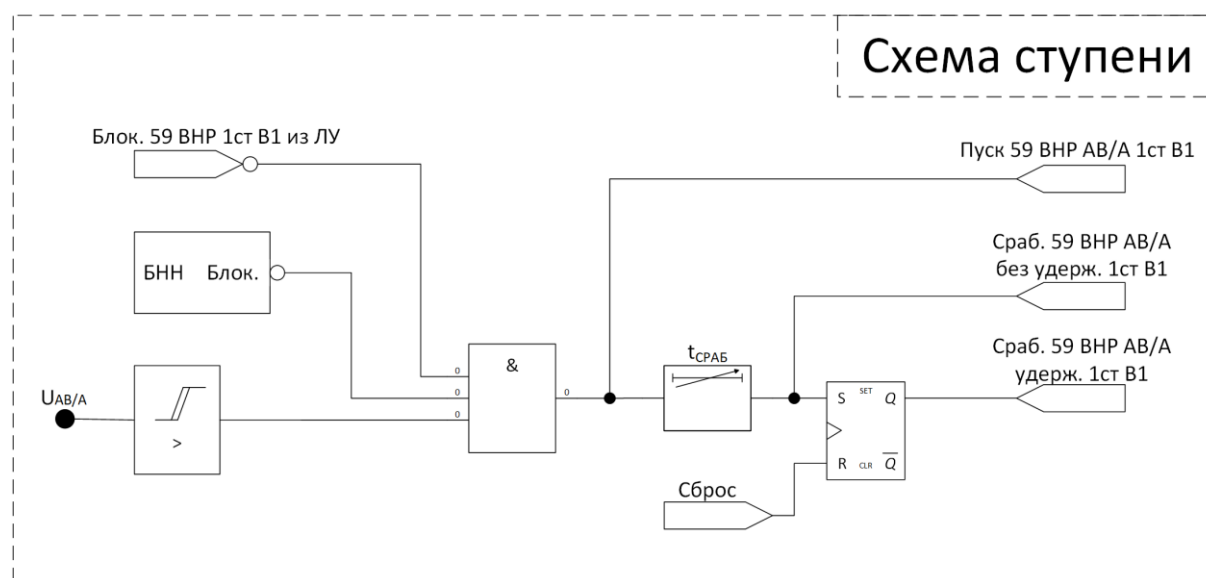 Схема ступени
Блок. 59 ВНР 1ст В1 из ЛУ
Пуск 59 ВНР АВ/А 1ст В1
БНН Блок.
Сраб. 59 ВНР АВ/А
без удерж. 1ст В1
UАВ/А
>
0
0
0
&
0
tСРАБ
Сраб. 59 ВНР АВ/А
удерж. 1ст В1
S SET Q
R CLR Q
Сброс